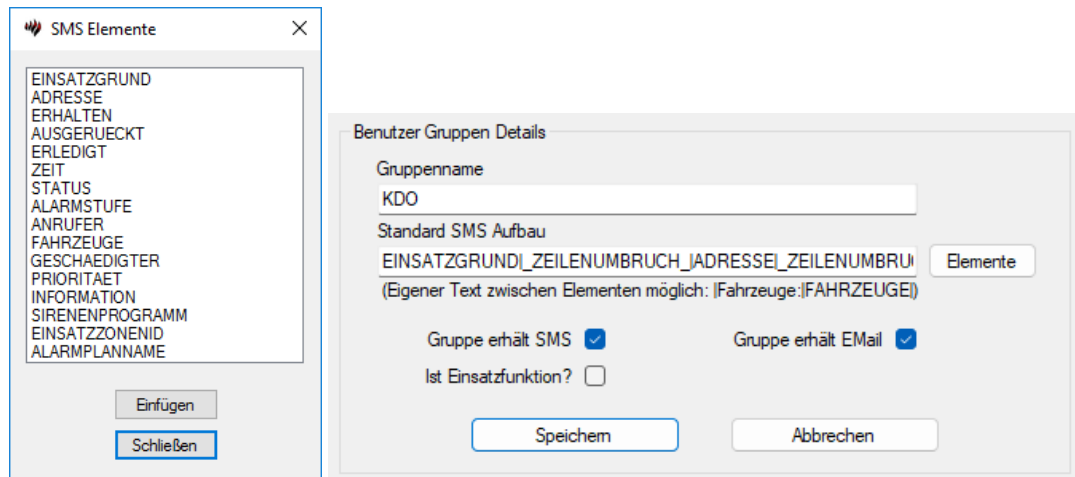 SMS Elemente
EINSATZGRUND
ADRESSE
ERHALTEN
AUSGERUECKT
ERLEDIGT
ZEIT
STATUS
ALARMSTUFE
ANRUFER
FAHRZEUGE
GESCHAEDIGTER
PRIORITAET
INFORMATION
SIRENENPROGRAMM
EINSATZZONENID
ALARMPLANNAME
Einfügen
Schließen
Benutzer Gruppen Details
Gruppenname
KDO
Standard SMS Aufbau
EINSATZGRUND|_ZEILENUMBRUCH_|ADRESSE|_ZEILENUMBRU Elemente
(Eigener Text zwischen Elementen möglich: |Fahrzeuge:|FAHRZEUGE|)
Gruppe erhält SMS Gruppe erhält EMail
Ist Einsatzfunktion?
Speichern Abbrechen